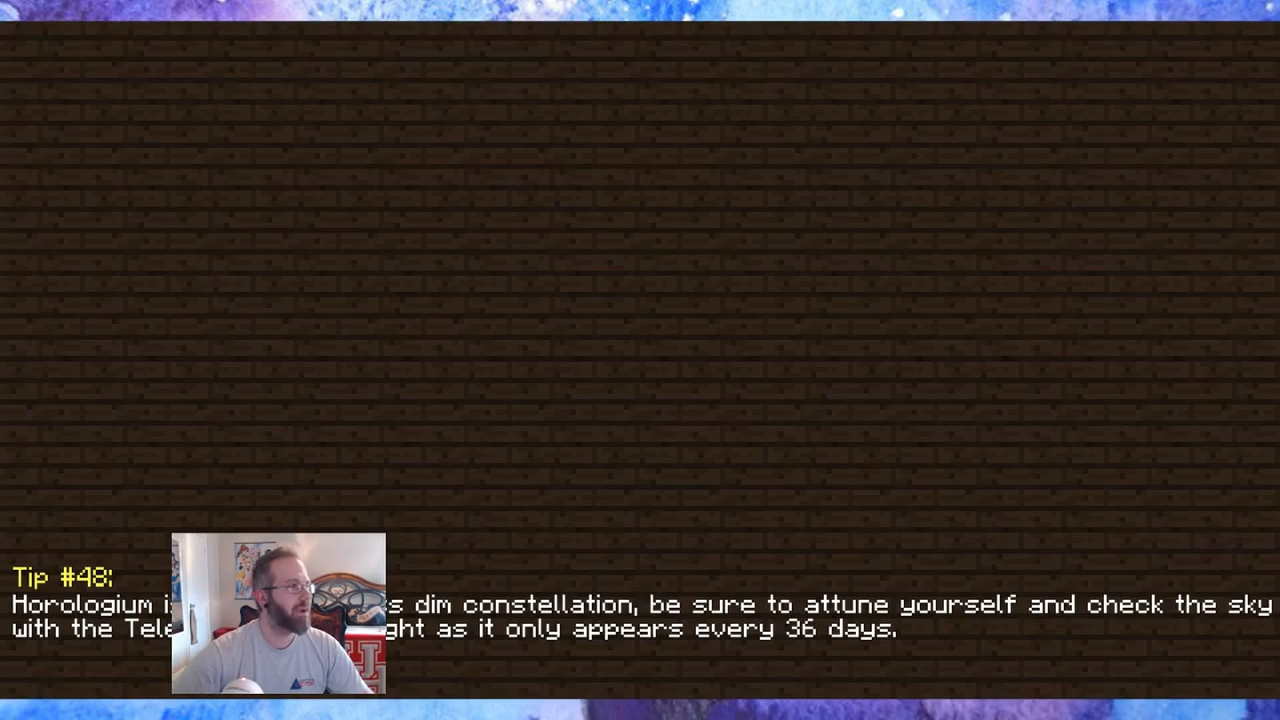 Tip #48:
Horologium s dim constellation, be sure to attune yourself and check the sky
with the ght as it only appears every 36 days.